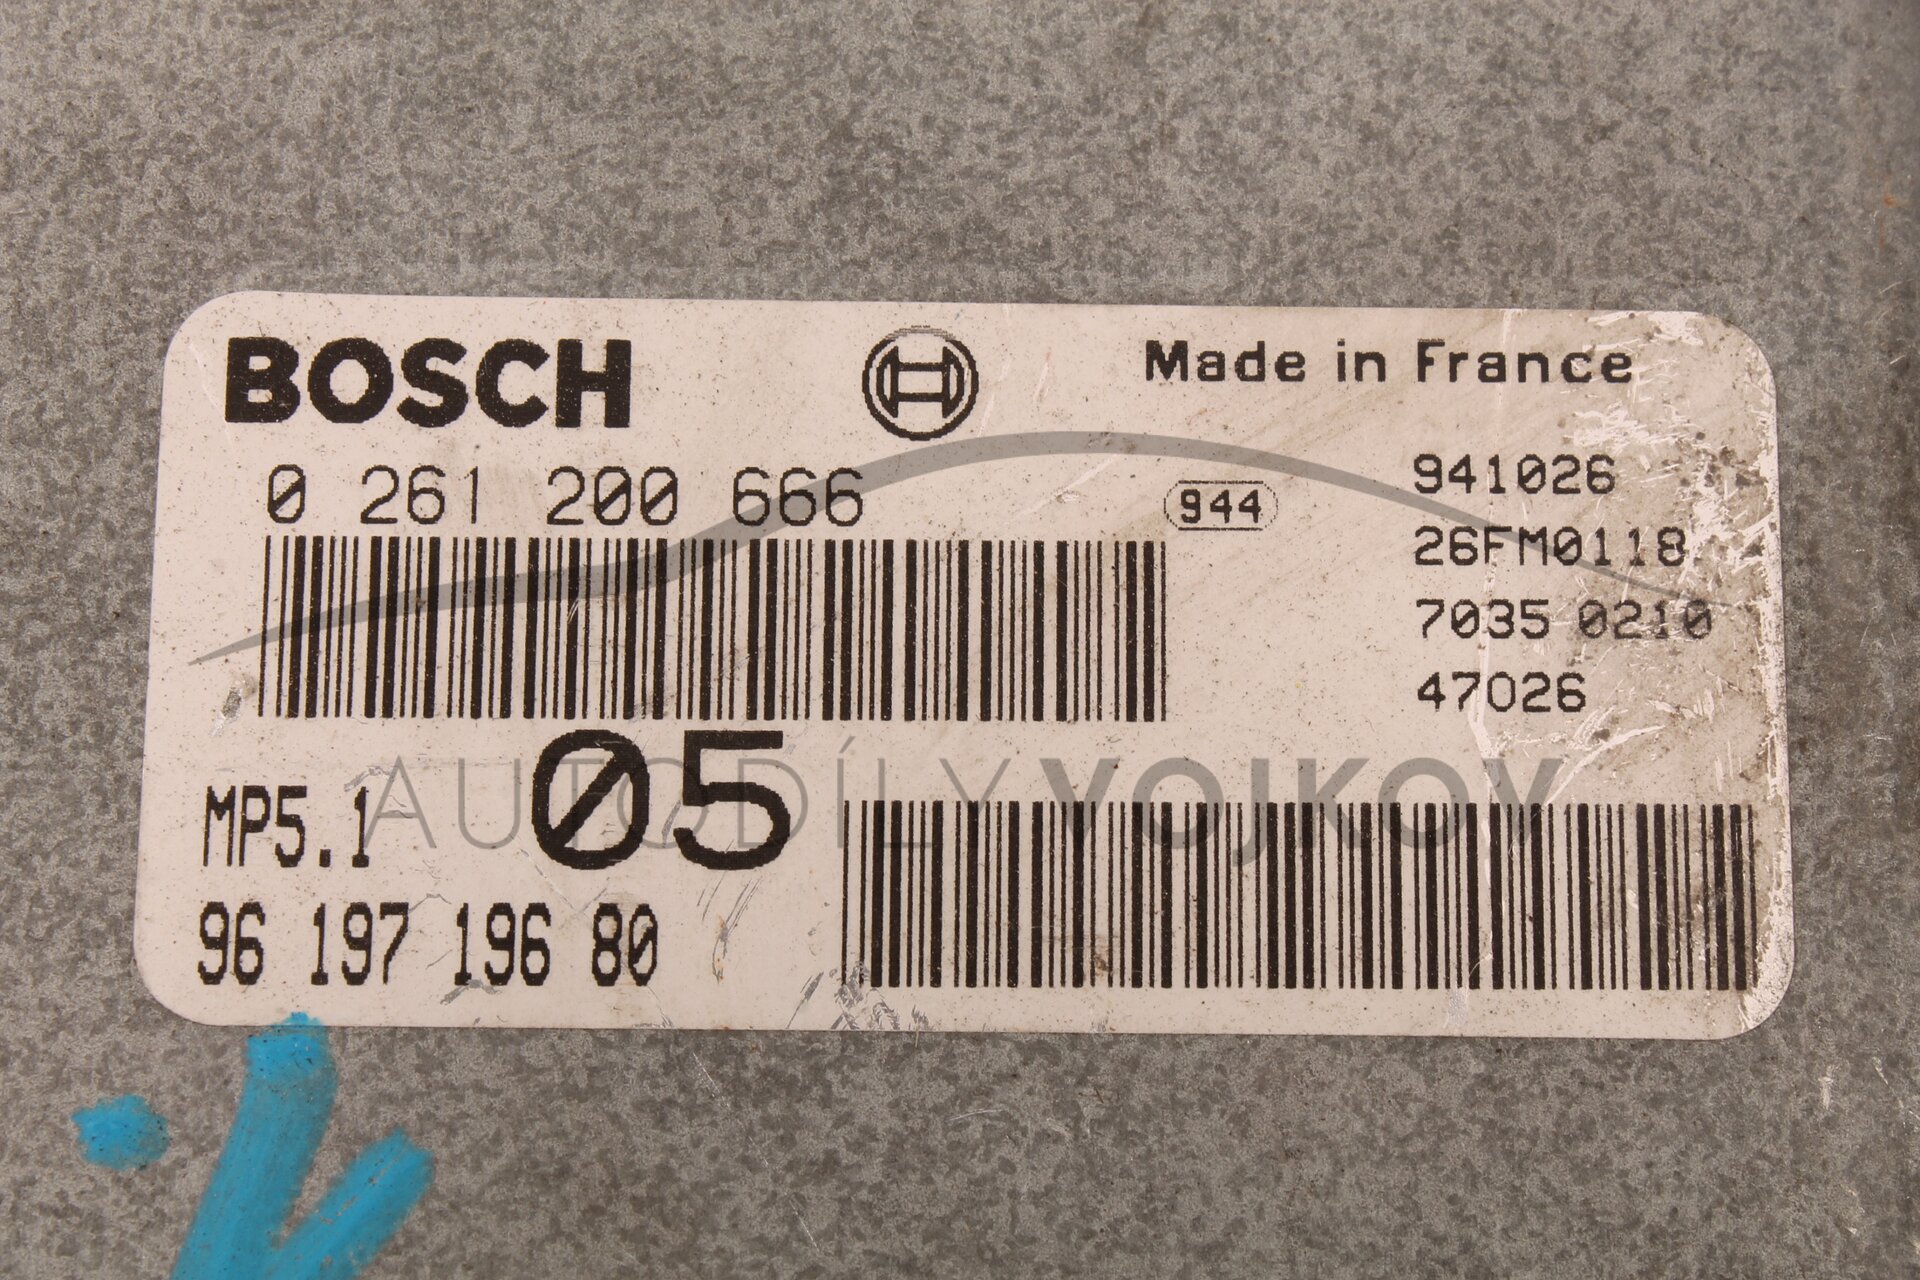 BOSCH
Made in France
0 261 200 666
944
941026
26FM0118
7035 0210
47026
MP5.1
05
AUTODÍLY VOJKOV
96 197 196 80